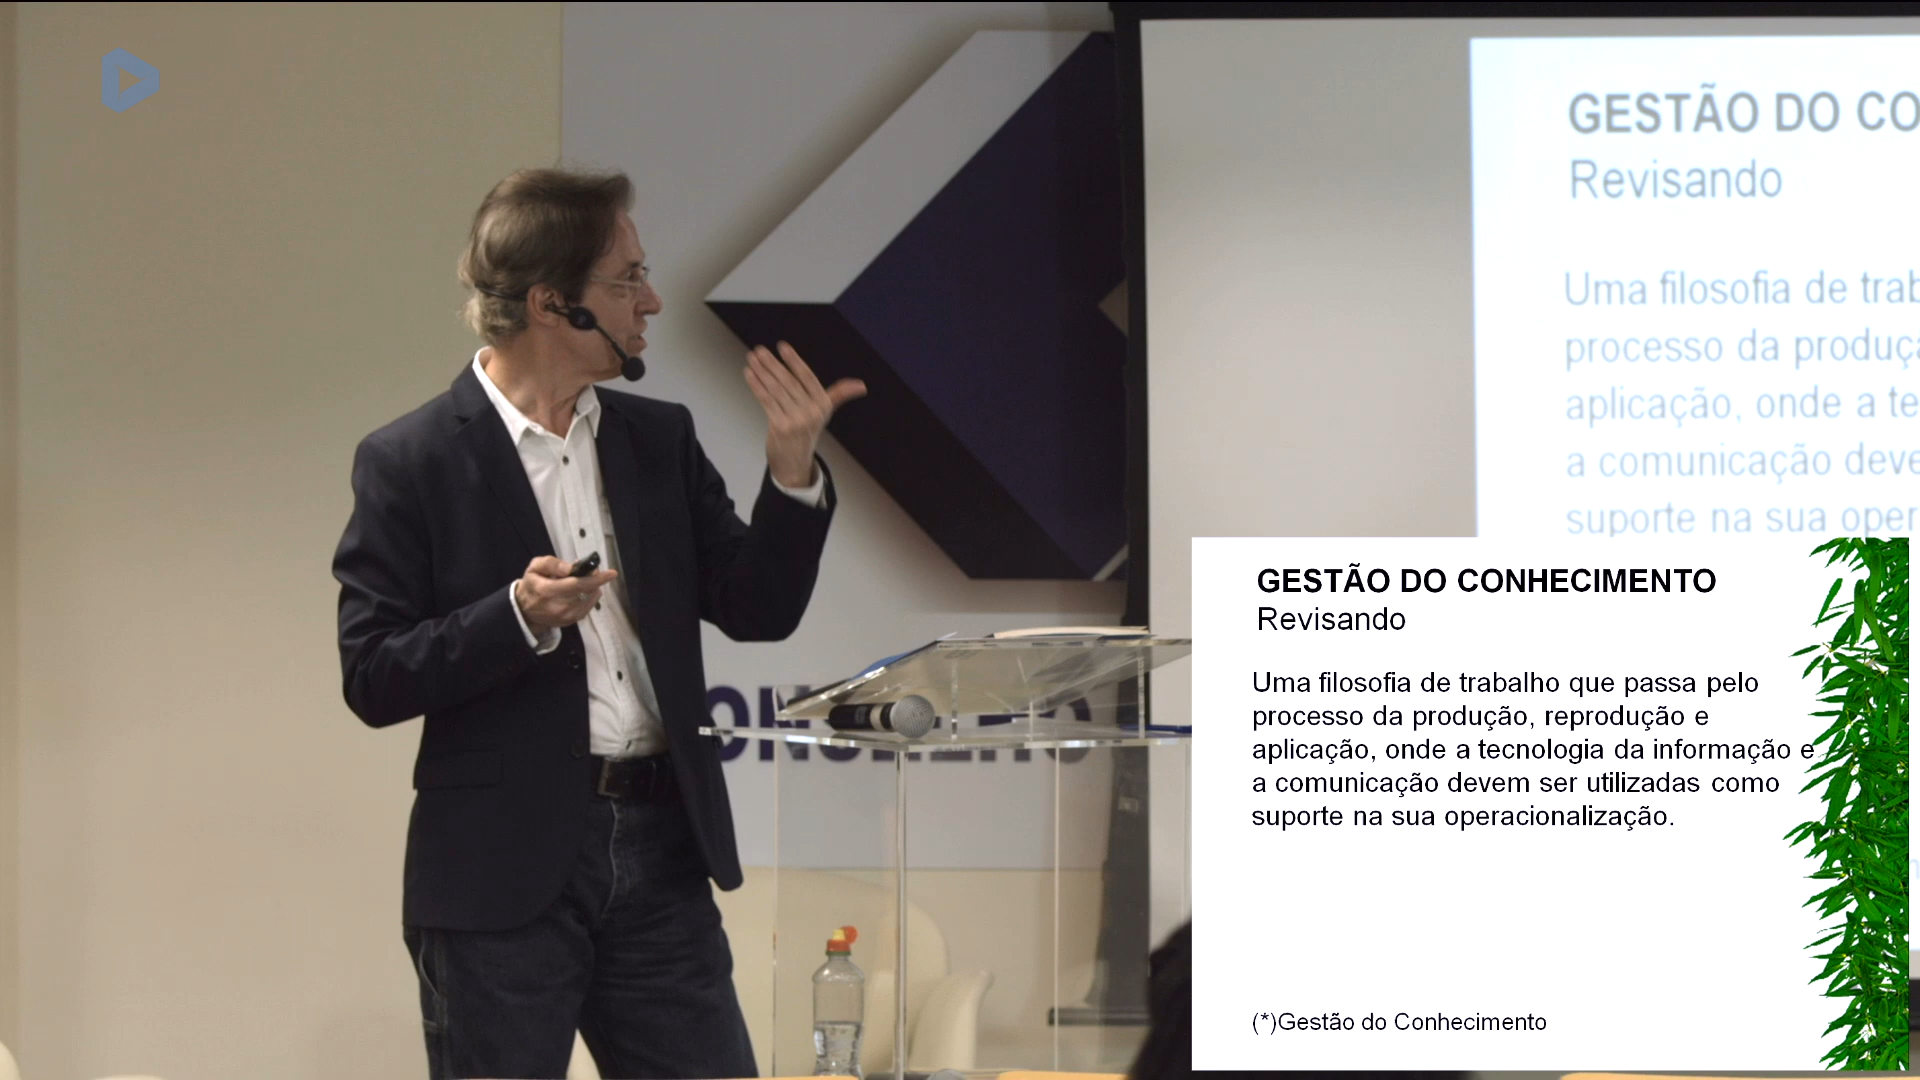 GESTÃO DO CO
Revisando
Uma filosofia de trab
processo da produç
aplicação, onde a te
a comunicação deve
suporte na sua oper
GESTÃO DO CONHECIMENTO
Revisando
Uma filosofia de trabalho que passa pelo
processo da produção, reprodução e
aplicação, onde a tecnologia da informação e
a comunicação devem ser utilizadas como
suporte na sua operacionalização.
(*)Gestão do Conhecimento